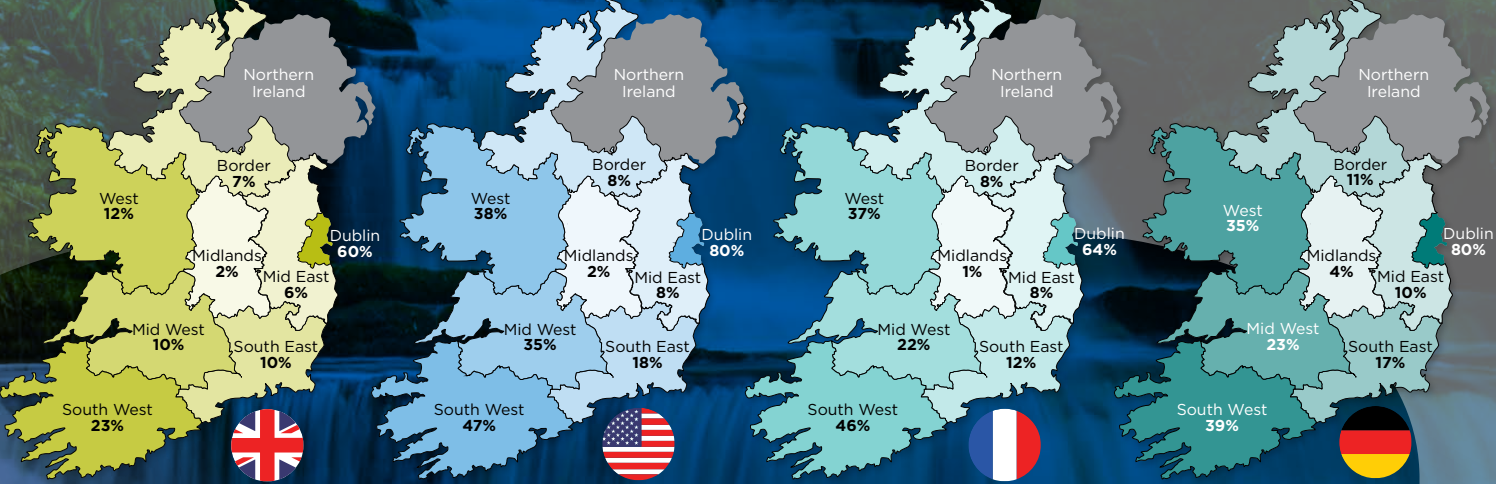 Northern
Ireland
Border
7%
West
12%
Dublin
60%
Midlands
2%
Mid East
6%
Mid West
10%
South East
10%
South West
23%
Northern
Ireland
Border
8%
West
38%
Dublin
80%
Midlands
2%
Mid East
8%
Mid West
35%
South East
18%
South West
47%
Northern
Ireland
Border
8%
West
37%
Dublin
64%
Midlands
1%
Mid East
8%
Mid West
22%
South East
12%
South West
46%
Northern
Ireland
Border
11%
West
35%
Dublin
80%
Midlands
4%
Mid East
10%
Mid West
23%
South East
17%
South West
39%